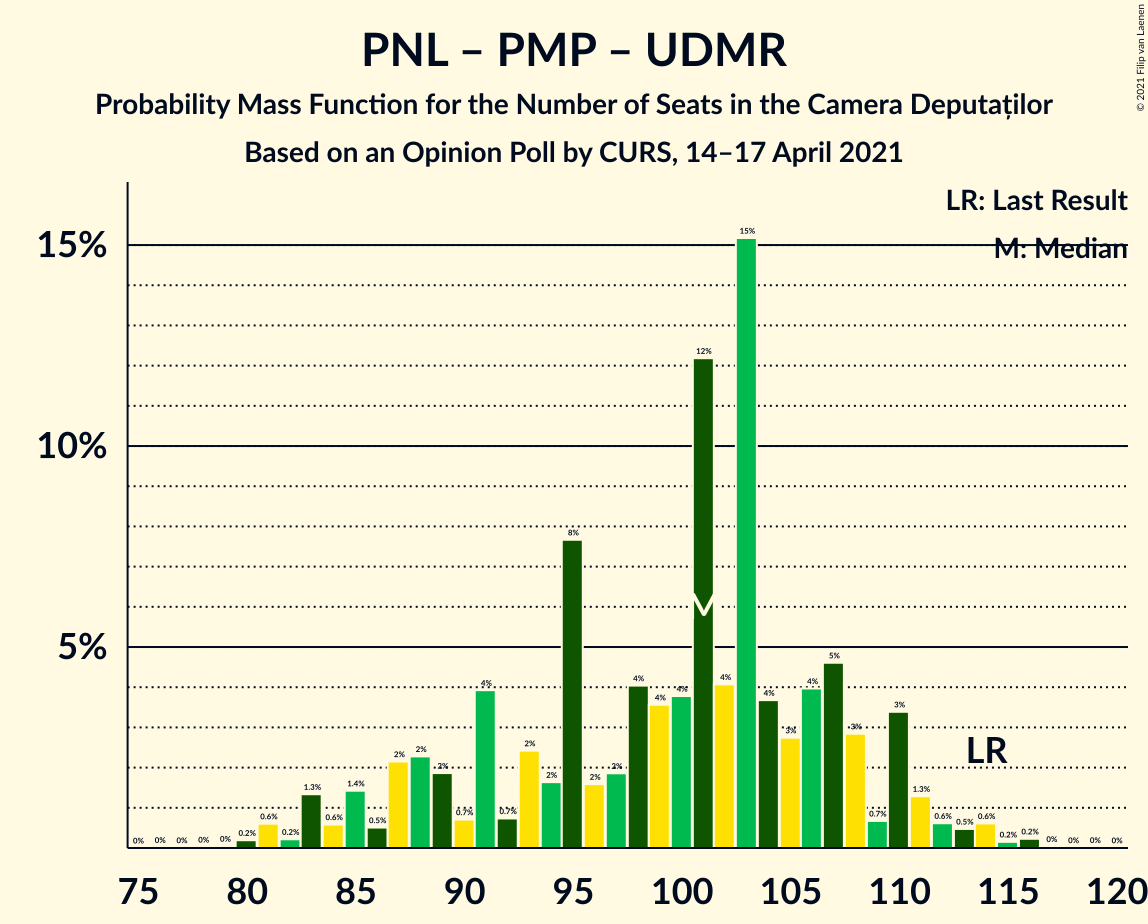 PNL – PMP – UDMR
Probability Mass Function for the Number of Seats in the Camera Deputaților
Based on an Opinion Poll by CURS, 14–17 April 2021
© 2021 Filip van Laenen
LR: Last Result
M: Median
15%
10%
5%
0% 0% 0% 0% 0% 0.2% 0.6% 0.2% 1.3% 0.6% 1.4% 0.5% 2% 2% 2% 0.7% 4% 0.7% 2% 2% 8% 2% 2% 4% 4% 4% 12% 4% 15% 4% 3% 4% 5% 3% 0.7% 3% 1.3% 0.6% 0.5% 0.6% 0.2% 0.2% 0% 0% 0% 0%
M
LR
75 80 85 90 95 100 105 110 115 120